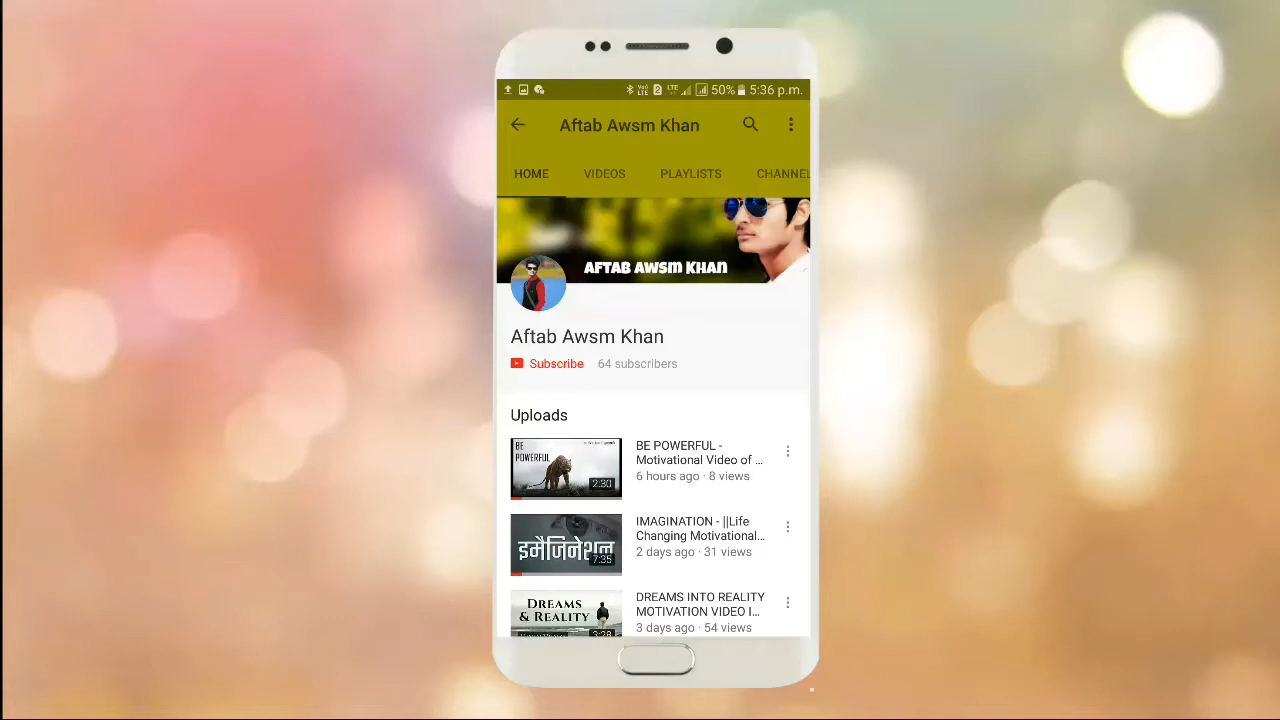 50% 5:36 p.m.
Aftab Awsm Khan
HOME VIDEOS PLAYLISTS CHANNEL
AFTAB AWSM KHAN
Aftab Awsm Khan
Subscribe 64 subscribers
Uploads
BE
POWERFUL
2:30
BE POWERFUL -
Motivational Video of ...
6 hours ago · 8 views
इमैजिनेशन
7:35
IMAGINATION - ||Life
Changing Motivational...
2 days ago · 31 views
DREAMS
& REALITY
3:28
DREAMS INTO REALITY
MOTIVATION VIDEO I...
3 days ago · 54 views